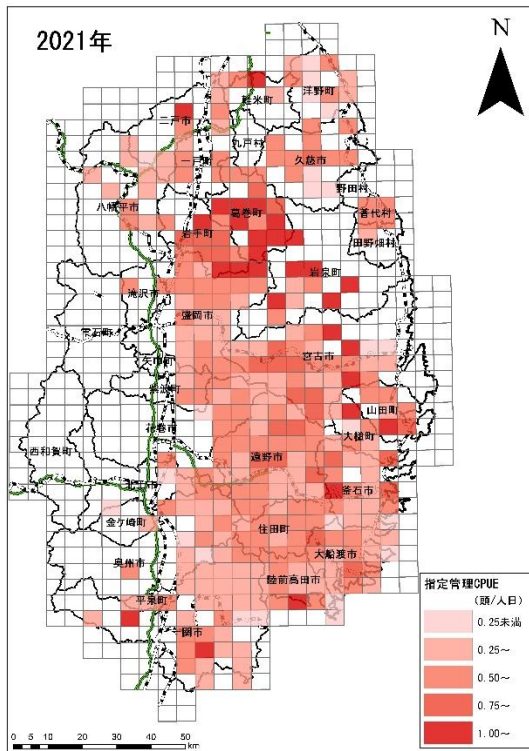 2021年
N
洋野町
軽米町
二戸市
九戸村
一戸町
久慈市
野田村
八幡平市
葛巻町
普代村
岩手町
田野畑村
岩泉町
滝沢市
盛岡市
雫石町
矢巾町
宮古市
紫波町
山田町
花巻市
大槌町
西和賀町
遠野市
北上市
釜石市
金ケ崎町
住田町
大船渡市
奥州市
陸前高田市
平泉町
一関市
指定管理CPUE
(頭/人日)
0.25未満
0.25～
0.50～
0.75～
1.00～
0 5 10 20 30 40 50
km